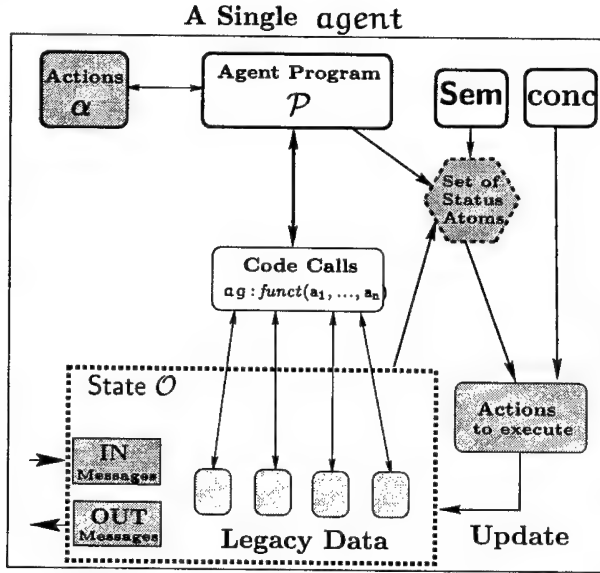 A Single agent
Actions
α
Agent Program
𝒫
Sem
conc
Set of
Status
Atoms
Code Calls
ag : funct(a₁, ..., aₙ)
State 𝒪
Actions
to execute
IN
Messages
OUT
Messages
Legacy Data
Update